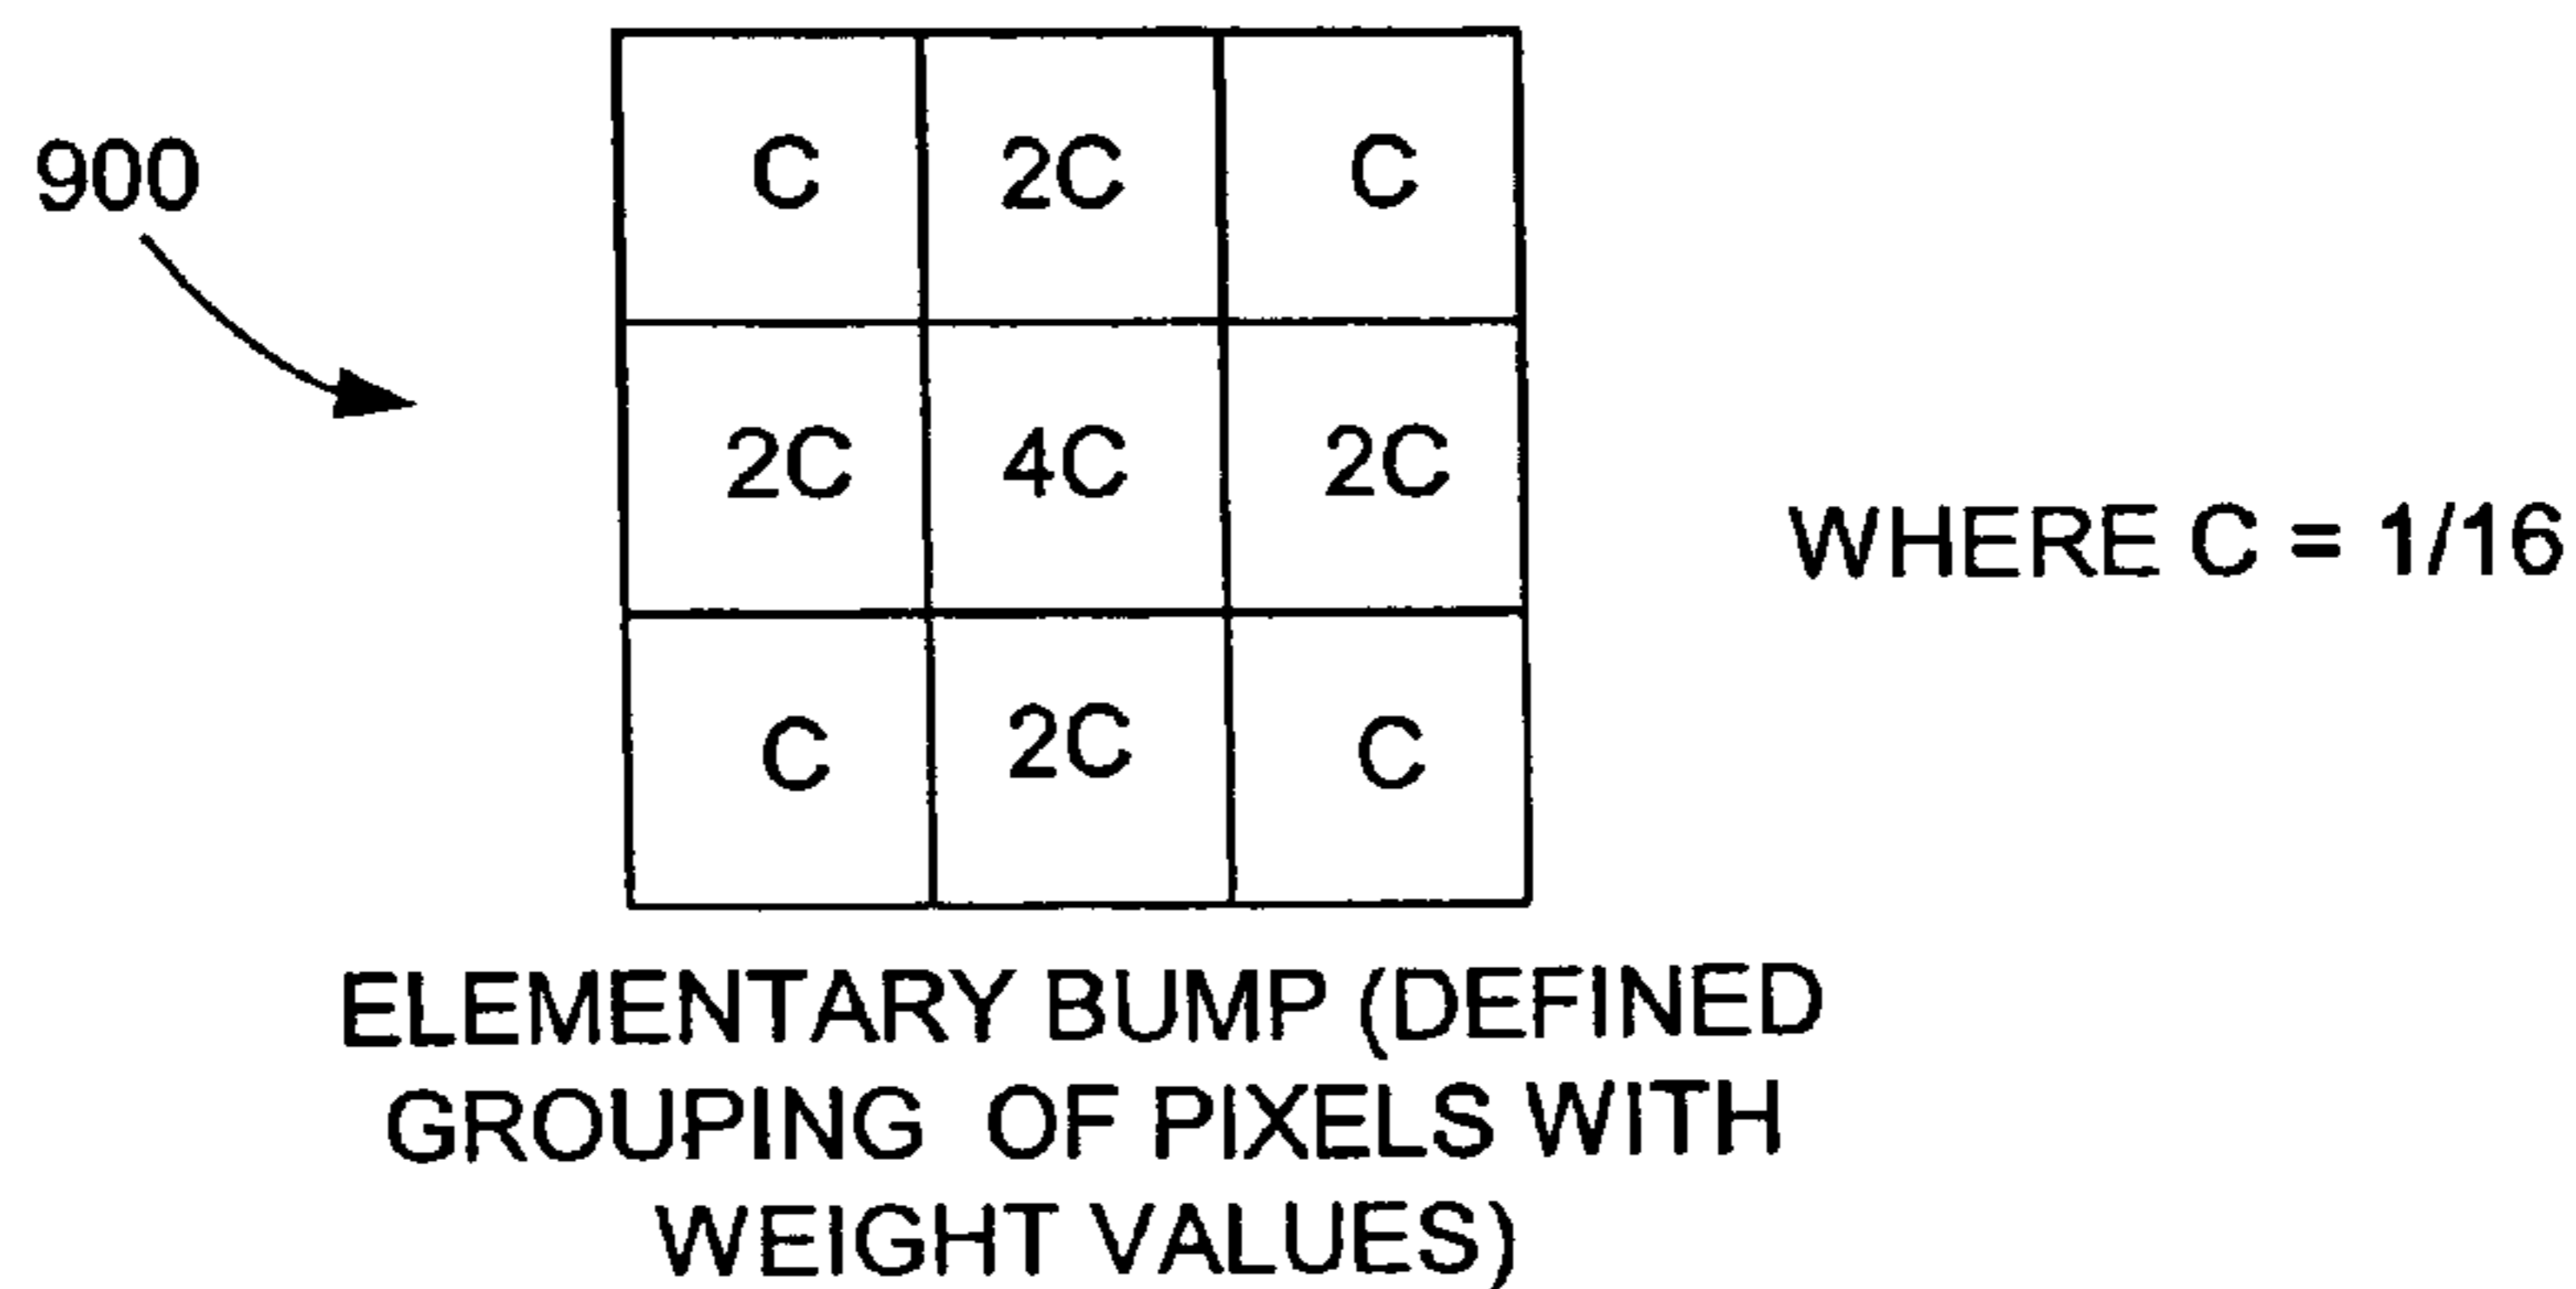 900
C 2C C
2C 4C 2C
WHERE C = 1/16
C 2C C
ELEMENTARY BUMP (DEFINED
GROUPING OF PIXELS WITH
WEIGHT VALUES)